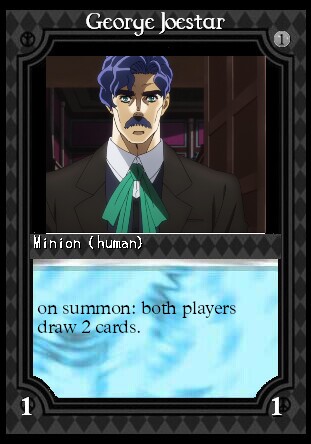 George Joestar
1
Minion (human)
on summon: both players
draw 2 cards.
1
1